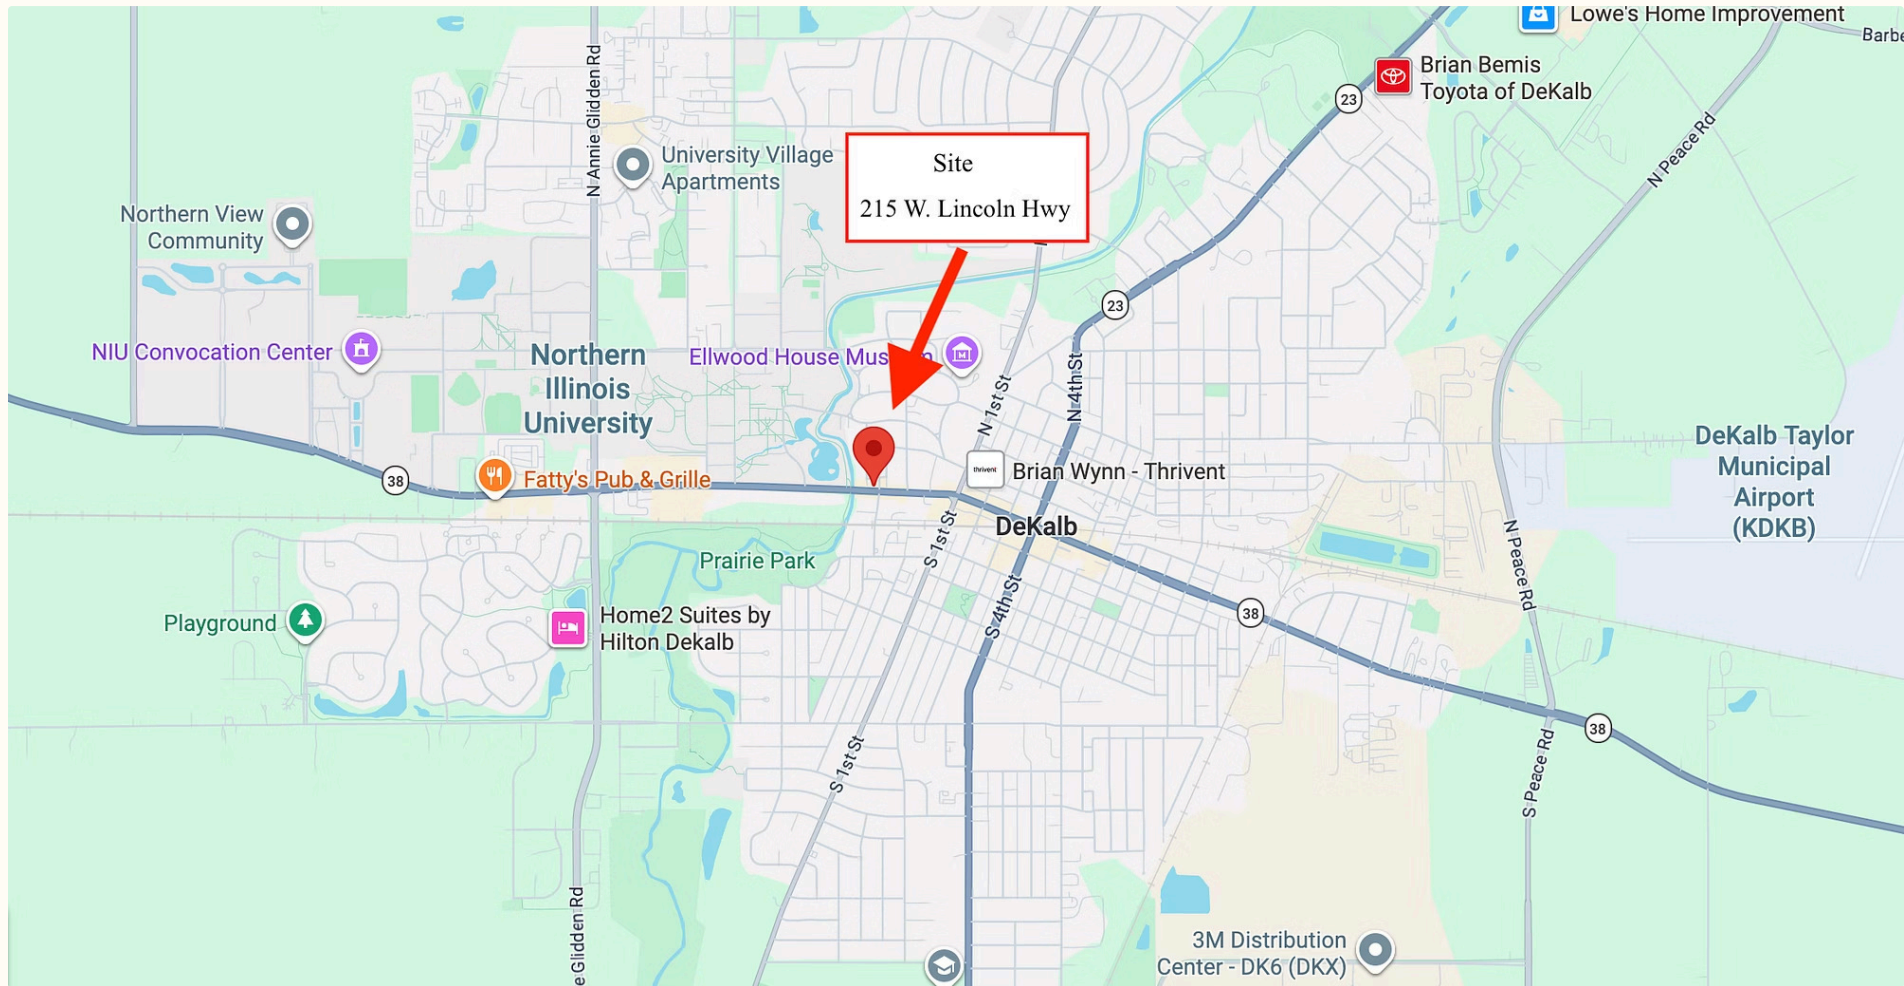 Lowe's Home Improvement
Barbe
Brian Bemis
Toyota of DeKalb
23
N Annie Glidden Rd
N Peace Rd
University Village
Apartments
Site
215 W. Lincoln Hwy
Northern View
Community
23
NIU Convocation Center
Northern
Illinois
University
Ellwood House Mus
N 1st St
N 4th St
DeKalb Taylor
Municipal
Airport
(KDKB)
38
Fatty's Pub & Grille
thrivent
Brian Wynn - Thrivent
DeKalb
S 1st St
N Peace Rd
Prairie Park
S 4th St
38
Playground
Home2 Suites by
Hilton Dekalb
38
S 1st St
S Peace Rd
e Glidden Rd
3M Distribution
Center - DK6 (DKX)